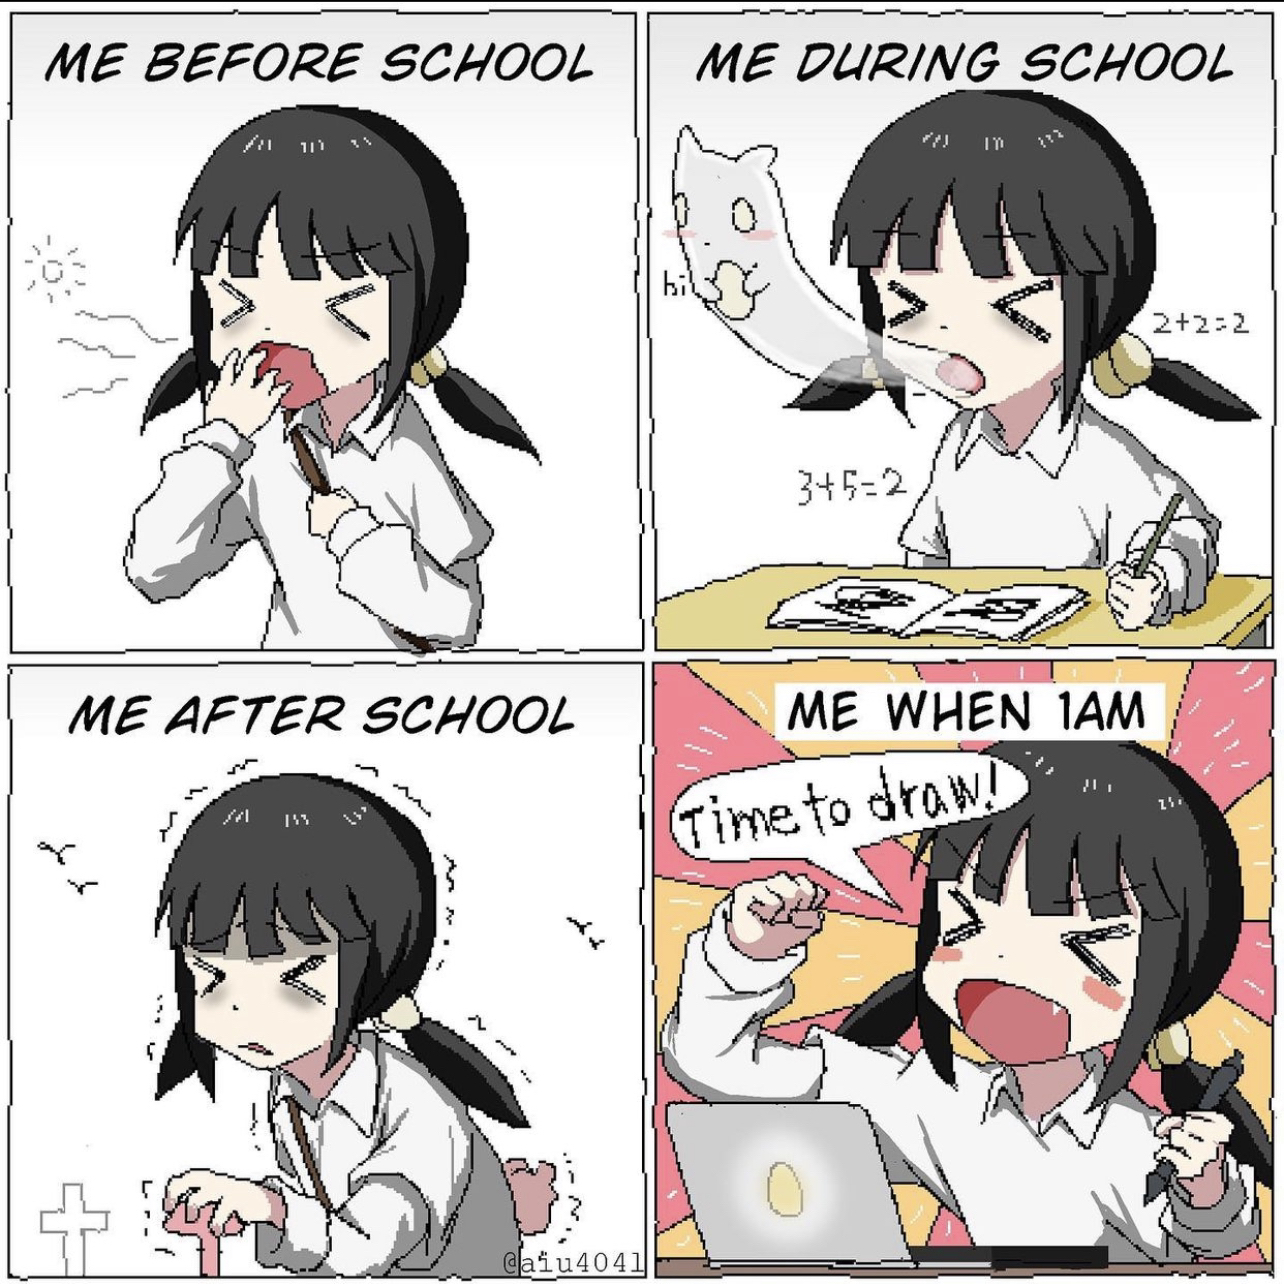 ME BEFORE SCHOOL
ME DURING SCHOOL
hi
2+2=2
3+5=2
ME AFTER SCHOOL
@aiu4041
ME WHEN 1AM
Time to draw!